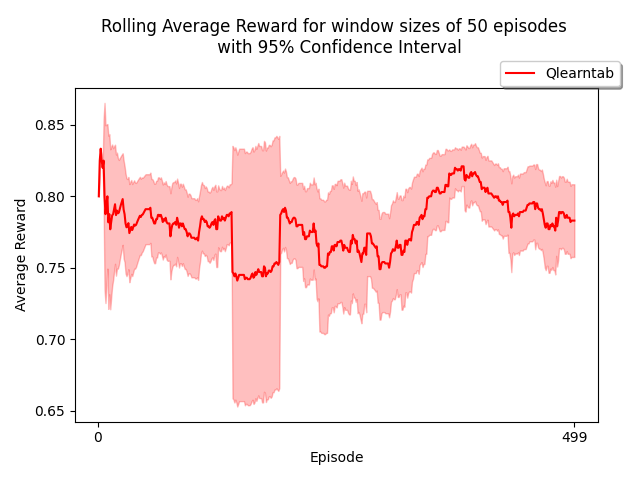 Rolling Average Reward for window sizes of 50 episodes
with 95% Confidence Interval
Qlearntab
0.85
0.80
0.75
0.70
0.65
Average Reward
0
499
Episode